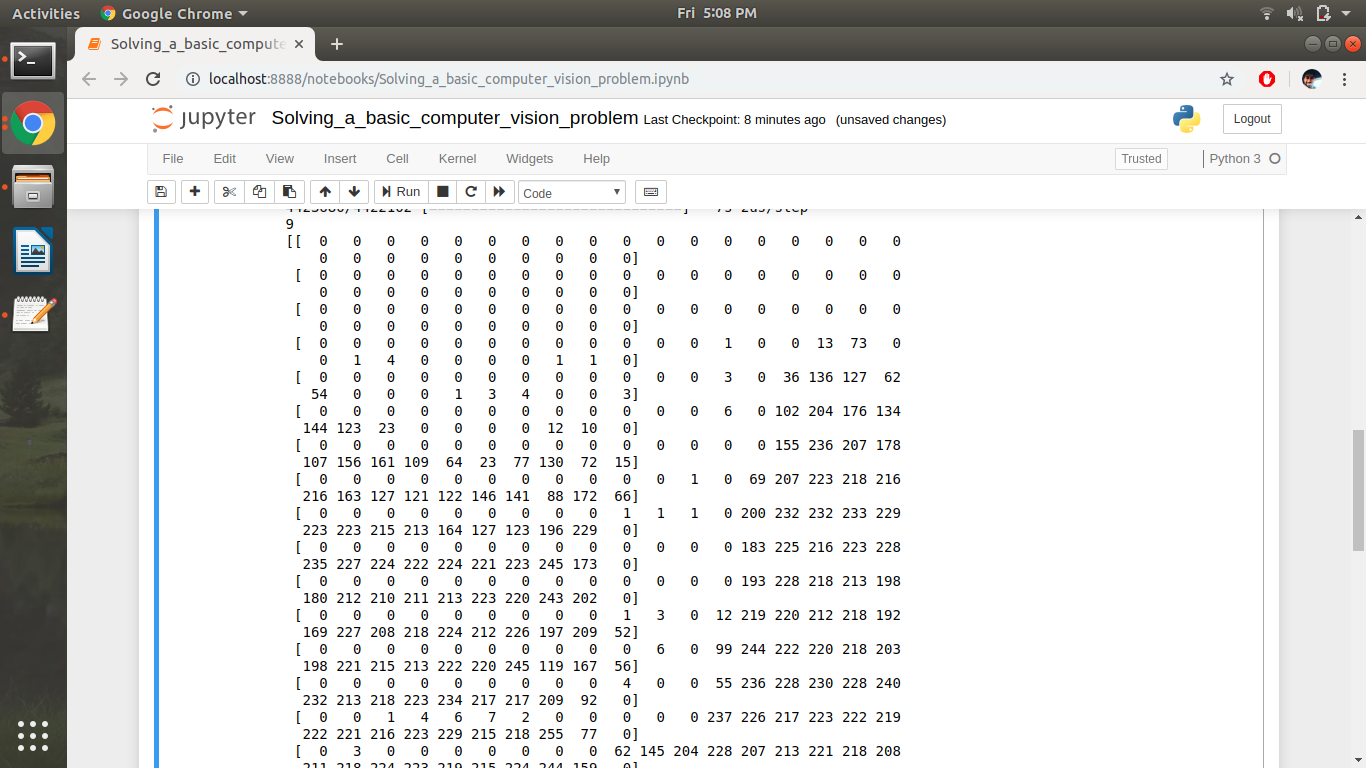 Activities Google Chrome Fri 5:08 PM
Solving_a_basic_compute
localhost:8888/notebooks/Solving_a_basic_computer_vision_problem.ipynb
jupyter Solving_a_basic_computer_vision_problem Last Checkpoint: 8 minutes ago (unsaved changes) Logout
File Edit View Insert Cell Kernel Widgets Help Trusted Python 3
Run Code
9
[[ 0 0 0 0 0 0 0 0 0 0 0 0 0 0 0 0 0 0
0 0 0 0 0 0 0 0 0 0]
[ 0 0 0 0 0 0 0 0 0 0 0 0 0 0 0 0 0 0
0 0 0 0 0 0 0 0 0 0]
[ 0 0 0 0 0 0 0 0 0 0 0 0 0 0 0 0 0 0
0 0 0 0 0 0 0 0 0 0]
[ 0 0 0 0 0 0 0 0 0 0 0 0 1 0 0 13 73 0
0 1 4 0 0 0 0 1 1 0]
[ 0 0 0 0 0 0 0 0 0 0 0 0 3 0 36 136 127 62
54 0 0 0 1 3 4 0 0 3]
[ 0 0 0 0 0 0 0 0 0 0 0 0 6 0 102 204 176 134
144 123 23 0 0 0 0 12 10 0]
[ 0 0 0 0 0 0 0 0 0 0 0 0 0 0 155 236 207 178
107 156 161 109 64 23 77 130 72 15]
[ 0 0 0 0 0 0 0 0 0 0 0 1 0 69 207 223 218 216
216 163 127 121 122 146 141 88 172 66]
[ 0 0 0 0 0 0 0 0 0 1 1 1 0 200 232 232 233 229
223 223 215 213 164 127 123 196 229 0]
[ 0 0 0 0 0 0 0 0 0 0 0 0 0 183 225 216 223 228
235 227 224 222 224 221 223 245 173 0]
[ 0 0 0 0 0 0 0 0 0 0 0 0 0 193 228 218 213 198
180 212 210 211 213 223 220 243 202 0]
[ 0 0 0 0 0 0 0 0 0 1 3 0 12 219 220 212 218 192
169 227 208 218 224 212 226 197 209 52]
[ 0 0 0 0 0 0 0 0 0 0 6 0 99 244 222 220 218 203
198 221 215 213 222 220 245 119 167 56]
[ 0 0 0 0 0 0 0 0 0 4 0 0 55 236 228 230 228 240
232 213 218 223 234 217 217 209 92 0]
[ 0 0 1 4 6 7 2 0 0 0 0 0 237 226 217 223 222 219
222 221 216 223 229 215 218 255 77 0]
[ 0 3 0 0 0 0 0 0 0 62 145 204 228 207 213 221 218 208
211 218 224 223 219 215 224 244 159 0]